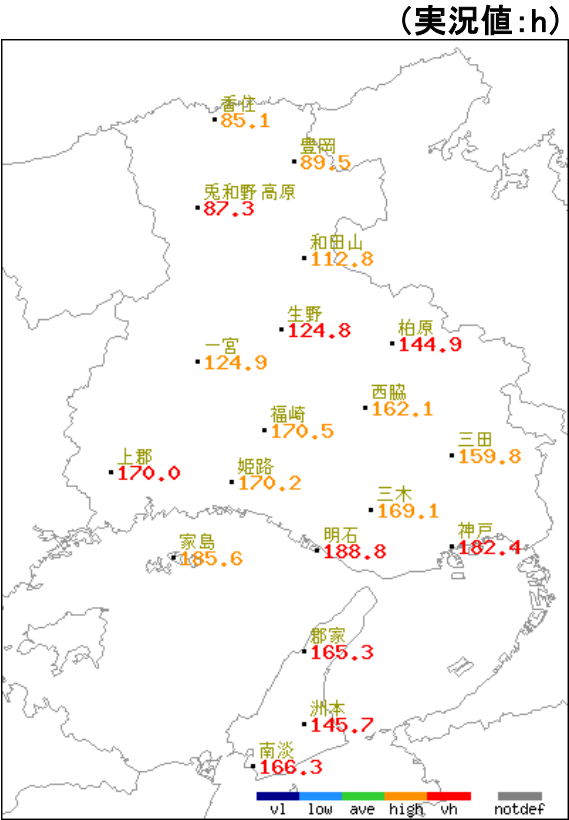 (実況値:h)
香住
85.1
豊岡
89.5
兎和野高原
87.3
和田山
112.8
生野
124.8
柏原
144.9
一宮
124.9
西脇
162.1
福崎
170.5
三田
159.8
上郡
170.0
姫路
170.2
三木
169.1
家島
185.6
明石
188.8
神戸
182.4
郡家
165.3
洲本
145.7
南淡
166.3
vl low ave high vh notdef